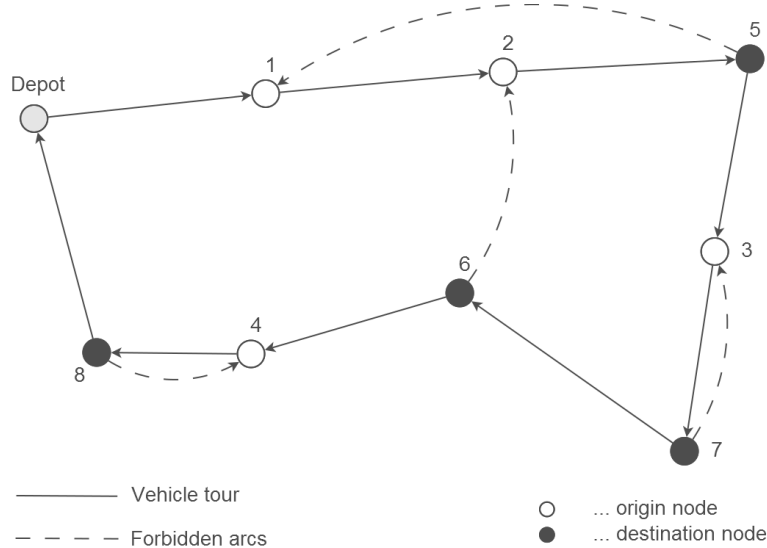 5
2
1
Depot
3
6
4
8
7
Vehicle tour
Forbidden arcs
... origin node
... destination node